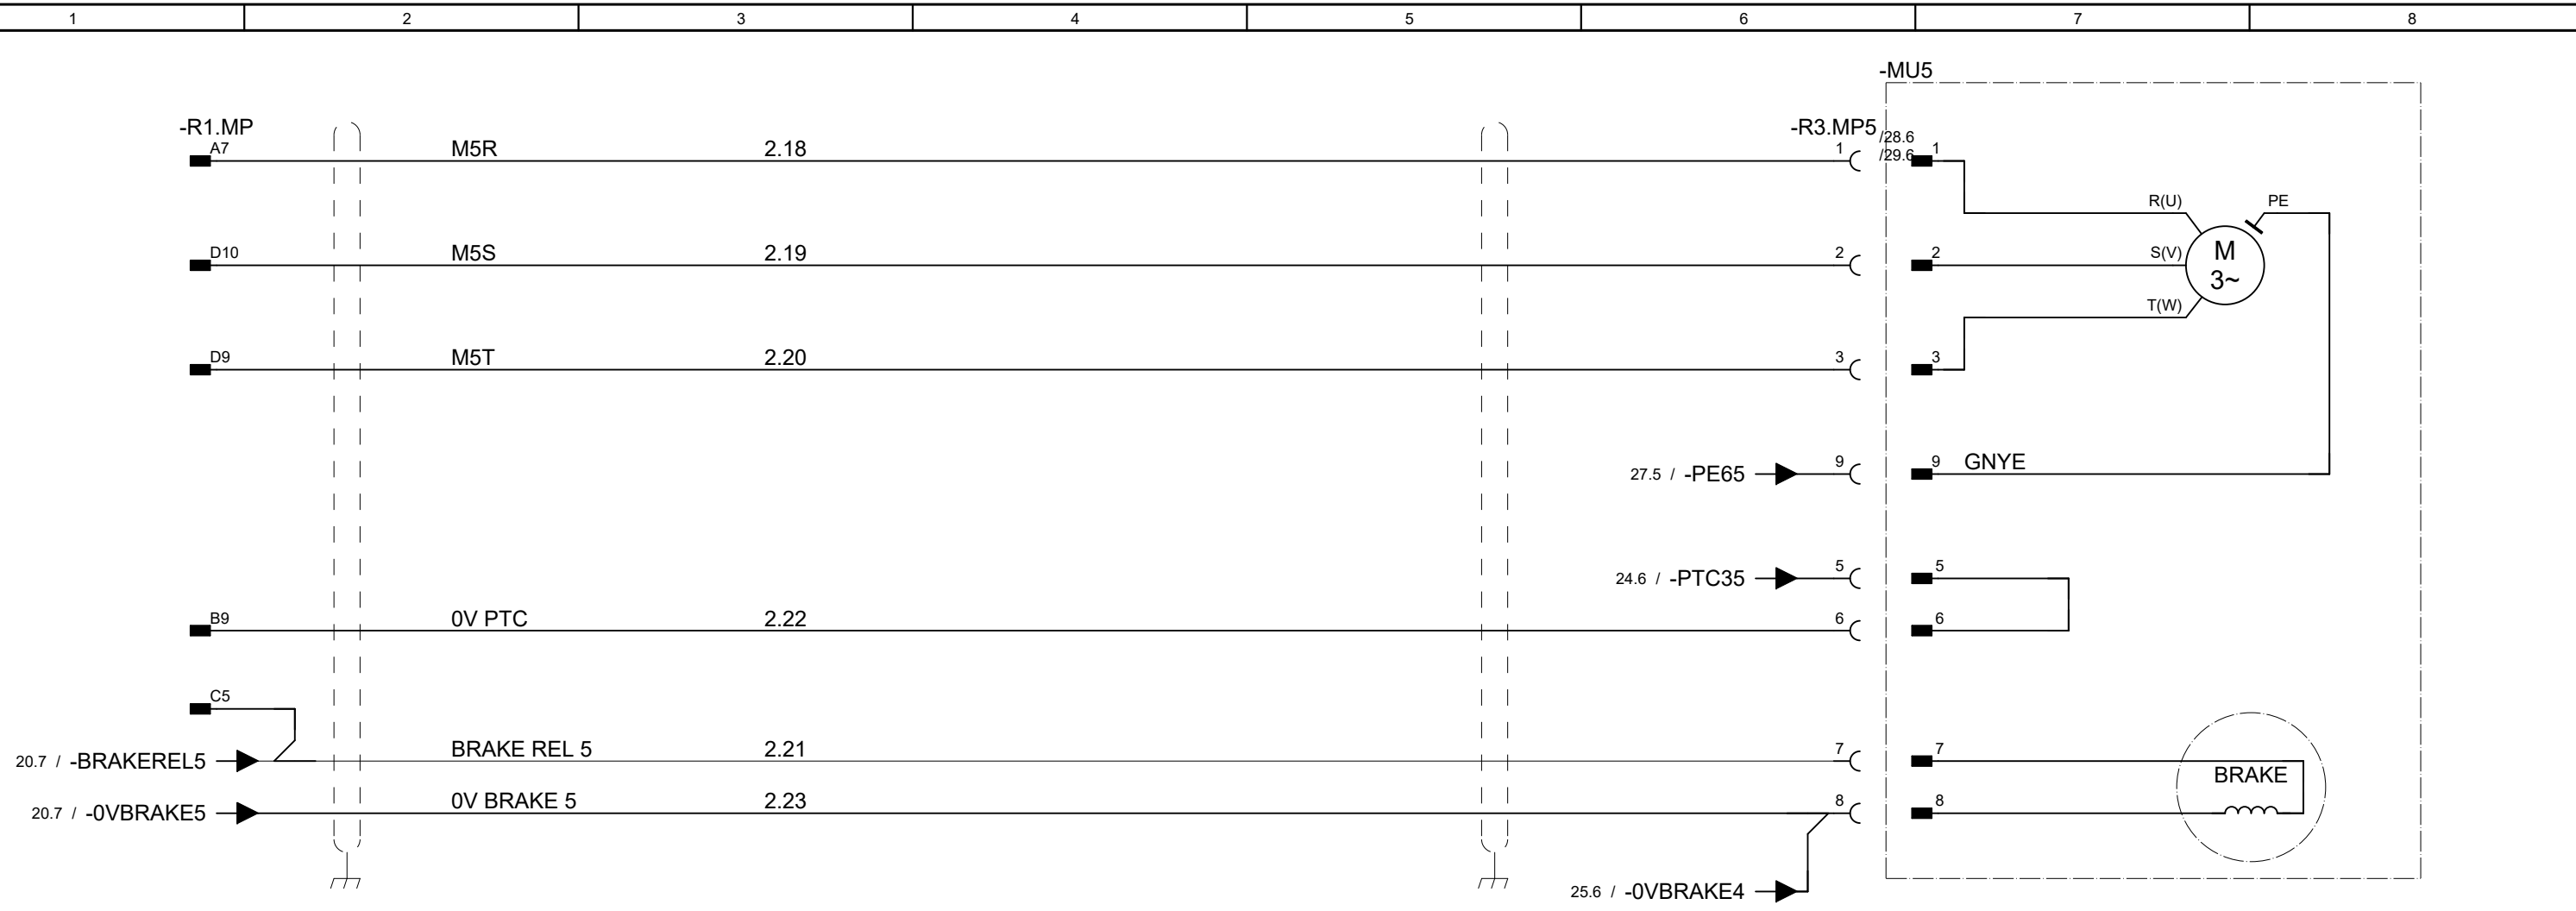 1 2 3 4 5 6 7 8
-MU5
-R1.MP -R3.MP5 /28.6
/29.6
A7 M5R 2.18 1 1
R(U) PE
D10 M5S 2.19 2 2 S(V) M
3~
T(W)
D9 M5T 2.20 3 3
27.5 / -PE65 9 9 GNYE
24.6 / -PTC35 5 5
B9 0V PTC 2.22 6 6
C5
20.7 / -BRAKEREL5 BRAKE REL 5 2.21 7 7
BRAKE
20.7 / -0VBRAKE5 0V BRAKE 5 2.23 8 8
25.6 / -0VBRAKE4